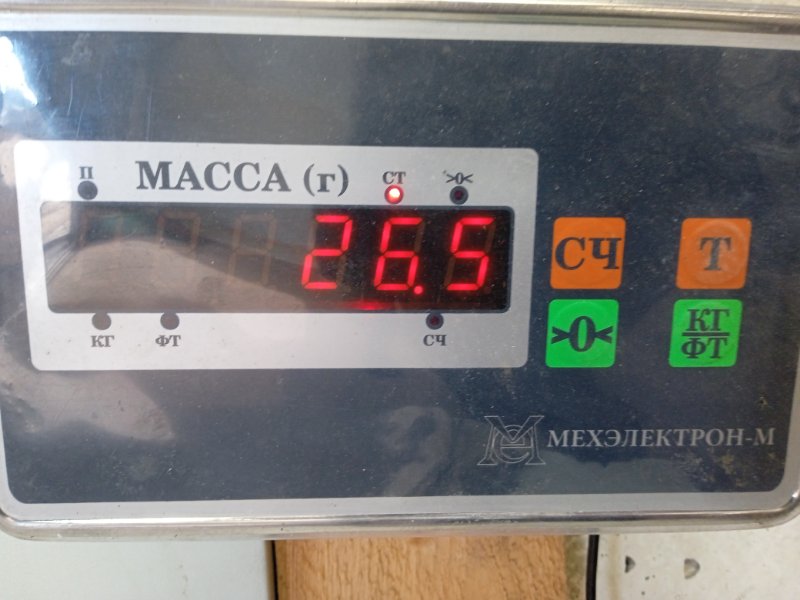 П МАССА (г) СТ >0<
26.5
КГ ФТ СЧ
СЧ Т
>0< КГ
ФТ
МЕХЭЛЕКТРОН-М